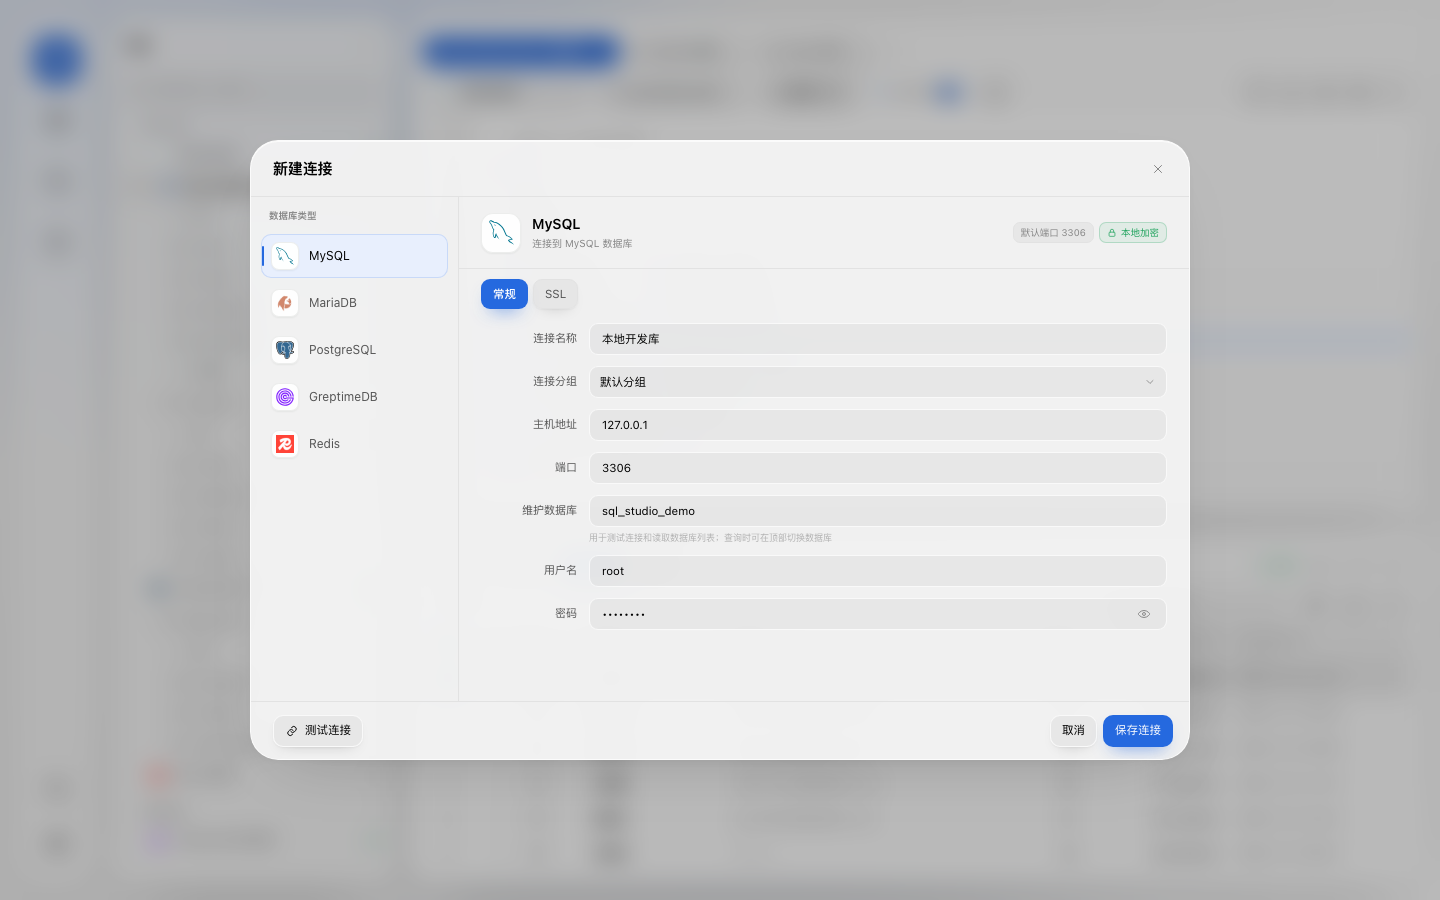 新建连接
数据库类型
MySQL
MariaDB
PostgreSQL
GreptimeDB
Redis
MySQL
连接到 MySQL 数据库
默认端口 3306
本地加密
常规
SSL
连接名称
本地开发库
连接分组
默认分组
主机地址
127.0.0.1
端口
3306
维护数据库
sql_studio_demo
用于测试连接和读取数据库列表；查询时可在顶部切换数据库
用户名
root
密码
••••••••
测试连接
取消
保存连接